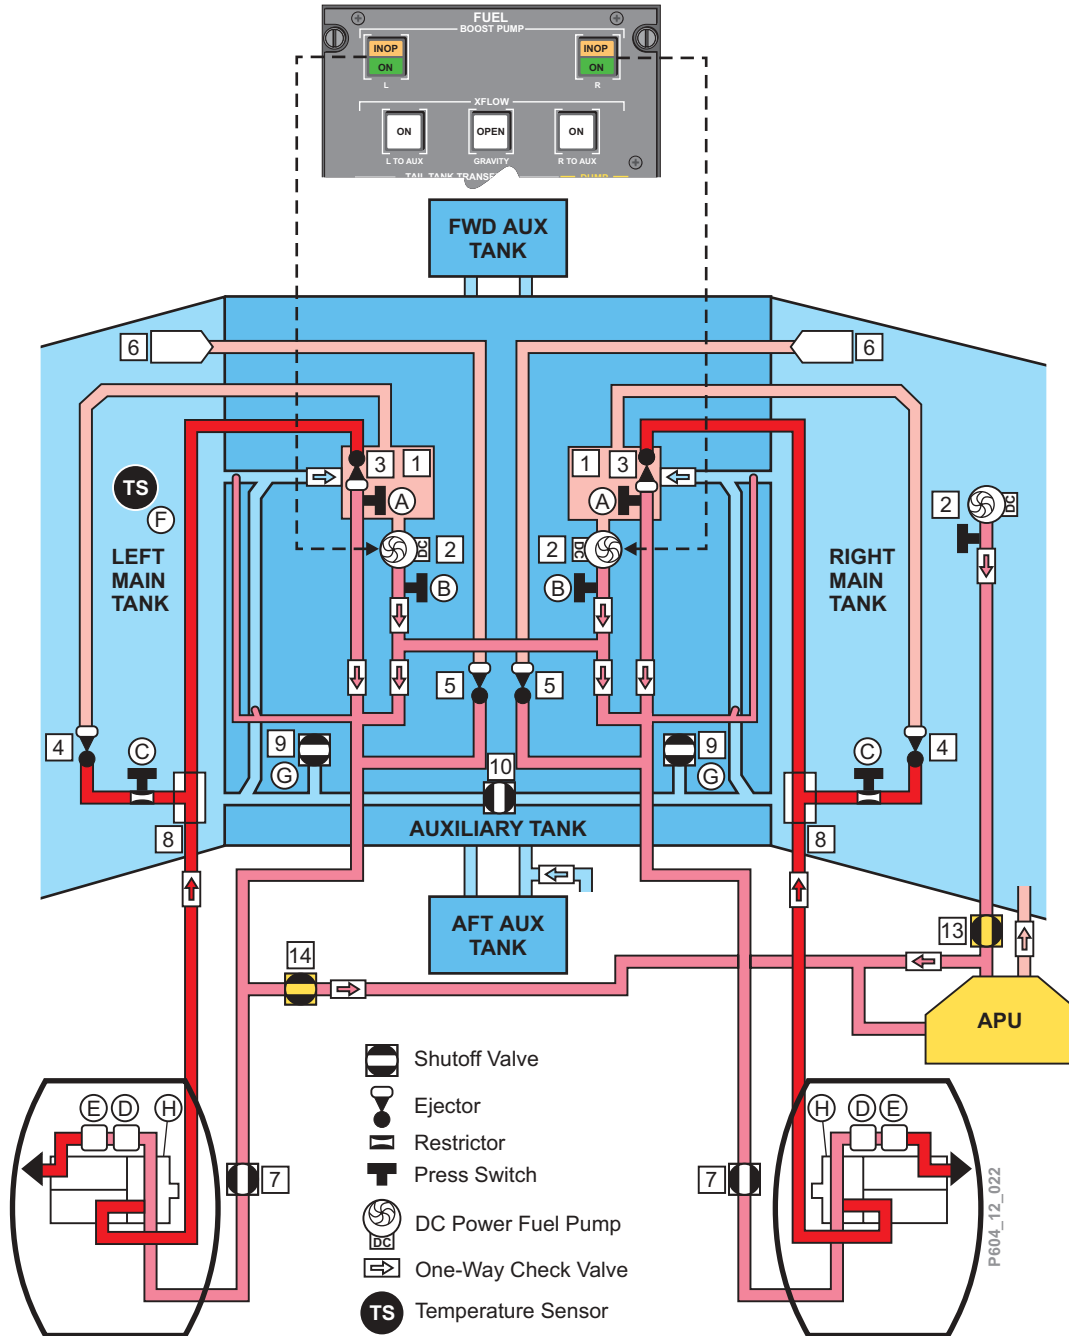 FUEL
BOOST PUMP
INOP
ON
L
INOP
ON
R
XFLOW
ON
OPEN
ON
L TO AUX
GRAVITY
R TO AUX
TAIL TANK TRANSFER
DUMP
FWD AUX
TANK
6
6
3
1
1
3
A
A
TS
F
2
DC
2
DC
DC
2
LEFT
MAIN
TANK
RIGHT
MAIN
TANK
B
B
5
5
4
C
9
G
10
9
G
C
4
8
AUXILIARY TANK
8
AFT AUX
TANK
13
14
APU
Shutoff Valve
Ejector
Restrictor
Press Switch
DC
DC Power Fuel Pump
One-Way Check Valve
TS
Temperature Sensor
E
D
H
7
7
H
D
E
P604_12_022